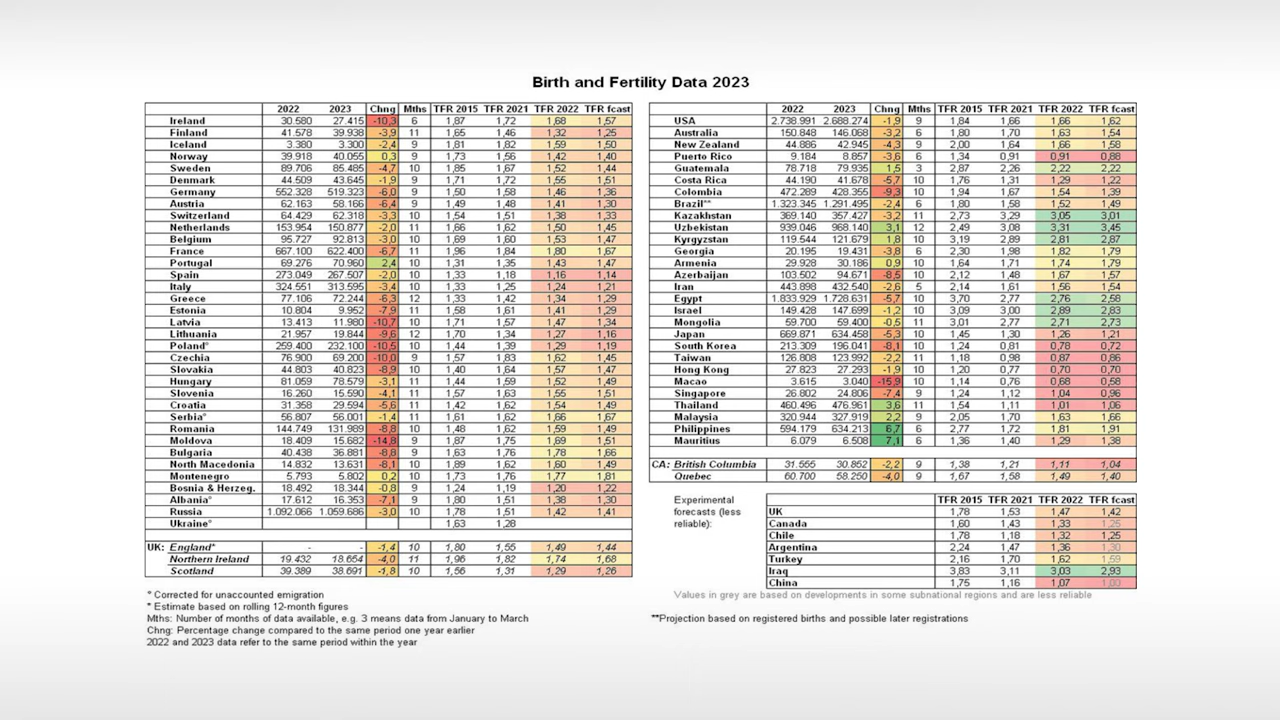 Birth and Fertility Data 2023
2022 2023 Chng Mths TFR 2015 TFR 2021 TFR 2022 TFR fcast
Ireland 30.580 27.415 -10,3 6 1,87 1,72 1,68 1,57
Finland 41.578 39.938 -3,9 11 1,65 1,46 1,32 1,25
Iceland 3.380 3.300 -2,4 9 1,81 1,82 1,59 1,50
Norway 39.918 40.055 0,3 9 1,73 1,56 1,42 1,40
Sweden 89.706 85.485 -4,7 10 1,85 1,67 1,52 1,44
Denmark 44.509 43.645 -1,9 9 1,71 1,72 1,55 1,51
Germany 552.328 519.323 -6,0 9 1,50 1,58 1,46 1,36
Austria 62.163 58.166 -6,4 9 1,49 1,48 1,41 1,30
Switzerland 64.429 62.318 -3,3 10 1,54 1,51 1,38 1,33
Netherlands 153.954 150.877 -2,0 11 1,66 1,62 1,50 1,45
Belgium 95.727 92.813 -3,0 10 1,69 1,60 1,53 1,47
France 667.100 622.400 -6,7 11 1,96 1,84 1,80 1,67
Portugal 69.276 70.960 2,4 10 1,31 1,35 1,43 1,47
Spain 273.049 267.507 -2,0 10 1,33 1,18 1,16 1,14
Italy 324.551 313.595 -3,4 10 1,33 1,25 1,24 1,21
Greece 77.106 72.244 -6,3 12 1,33 1,42 1,34 1,29
Estonia 10.804 9.952 -7,9 11 1,58 1,61 1,41 1,29
Latvia 13.413 11.980 -10,7 10 1,71 1,57 1,47 1,34
Lithuania 21.957 19.844 -9,6 12 1,70 1,34 1,27 1,16
Poland° 259.400 232.100 -10,5 10 1,44 1,39 1,29 1,19
Czechia 76.900 69.200 -10,0 10 1,57 1,83 1,62 1,45
Slovakia 44.803 40.823 -8,9 10 1,40 1,64 1,57 1,47
Hungary 81.059 78.579 -3,1 11 1,44 1,59 1,52 1,49
Slovenia 16.260 15.590 -4,1 11 1,57 1,63 1,55 1,51
Croatia 31.358 29.594 -5,6 11 1,42 1,62 1,54 1,49
Serbia° 56.807 56.001 -1,4 11 1,61 1,62 1,66 1,67
Romania 144.749 131.989 -8,8 10 1,48 1,62 1,59 1,49
Moldova 18.409 15.682 -14,8 9 1,87 1,75 1,69 1,51
Bulgaria 40.438 36.881 -8,8 9 1,63 1,76 1,78 1,66
North Macedonia 14.832 13.631 -8,1 10 1,89 1,62 1,60 1,49
Montenegro 5.793 5.802 0,2 10 1,73 1,76 1,77 1,81
Bosnia & Herzeg. 18.492 18.344 -0,8 9 1,24 1,19 1,20 1,22
Albania° 17.612 16.353 -7,1 9 1,80 1,51 1,38 1,30
Russia 1.092.066 1.059.686 -3,0 10 1,78 1,51 1,42 1,41
Ukraine° 1,63 1,28
UK: England* - - -1,4 10 1,80 1,55 1,49 1,44
Northern Ireland 19.432 18.654 -4,0 11 1,96 1,82 1,74 1,68
Scotland 39.389 38.691 -1,8 10 1,56 1,31 1,29 1,26
° Corrected for unaccounted emigration
* Estimate based on rolling 12-month figures
Mths: Number of months of data available, e.g. 3 means data from January to March
Chng: Percentage change compared to the same period one year earlier
2022 and 2023 data refer to the same period within the year
2022 2023 Chng Mths TFR 2015 TFR 2021 TFR 2022 TFR fcast
USA 2.738.991 2.688.274 -1,9 9 1,84 1,66 1,66 1,62
Australia 150.848 146.068 -3,2 6 1,80 1,70 1,63 1,54
New Zealand 44.886 42.945 -4,3 9 2,00 1,64 1,66 1,58
Puerto Rico 9.184 8.857 -3,6 6 1,34 0,91 0,91 0,88
Guatemala 78.718 79.935 1,5 3 2,87 2,26 2,22 2,22
Costa Rica 44.190 41.678 -5,7 10 1,76 1,31 1,29 1,22
Colombia 472.289 428.355 -9,3 10 1,94 1,67 1,54 1,39
Brazil** 1.323.345 1.291.495 -2,4 6 1,80 1,58 1,52 1,49
Kazakhstan 369.140 357.427 -3,2 11 2,73 3,29 3,05 3,01
Uzbekistan 939.046 968.140 3,1 12 2,49 3,08 3,31 3,45
Kyrgyzstan 119.544 121.679 1,8 10 3,19 2,89 2,81 2,87
Georgia 20.195 19.431 -3,8 6 2,30 1,98 1,82 1,79
Armenia 29.928 30.186 0,9 10 1,64 1,71 1,74 1,79
Azerbaijan 103.502 94.671 -8,5 10 2,12 1,48 1,67 1,57
Iran 443.898 432.540 -2,6 5 2,14 1,61 1,56 1,54
Egypt 1.833.929 1.728.631 -5,7 10 3,70 2,77 2,76 2,58
Israel 149.428 147.699 -1,2 10 3,09 3,00 2,89 2,83
Mongolia 59.700 59.400 -0,5 11 3,01 2,77 2,71 2,73
Japan 669.871 634.458 -5,3 10 1,45 1,30 1,26 1,21
South Korea 213.309 196.041 -8,1 10 1,24 0,81 0,78 0,72
Taiwan 126.808 123.992 -2,2 11 1,18 0,98 0,87 0,86
Hong Kong 27.823 27.293 -1,9 10 1,20 0,77 0,70 0,70
Macao 3.615 3.040 -15,9 10 1,14 0,76 0,68 0,58
Singapore 26.802 24.806 -7,4 9 1,24 1,12 1,04 0,96
Thailand 460.496 476.961 3,6 11 1,54 1,11 1,01 1,06
Malaysia 320.944 327.919 2,2 9 2,05 1,70 1,63 1,66
Philippines 594.179 634.213 6,7 6 2,77 1,72 1,81 1,91
Mauritius 6.079 6.508 7,1 9 1,36 1,40 1,29 1,38
CA: British Columbia 31.555 30.852 -2,2 9 1,38 1,21 1,11 1,04
Quebec 60.700 58.250 -4,0 9 1,67 1,58 1,49 1,40
Experimental
forecasts (less
reliable):
TFR 2015 TFR 2021 TFR 2022 TFR fcast
UK 1,78 1,53 1,47 1,42
Canada 1,60 1,43 1,33 1,25
Chile 1,78 1,18 1,32 1,25
Argentina 2,24 1,47 1,36 1,30
Turkey 2,16 1,70 1,62 1,59
Iraq 3,83 3,11 3,03 2,93
China 1,75 1,16 1,07 1,00
Values in grey are based on developments in some subnational regions and are less reliable
**Projection based on registered births and possible later registrations